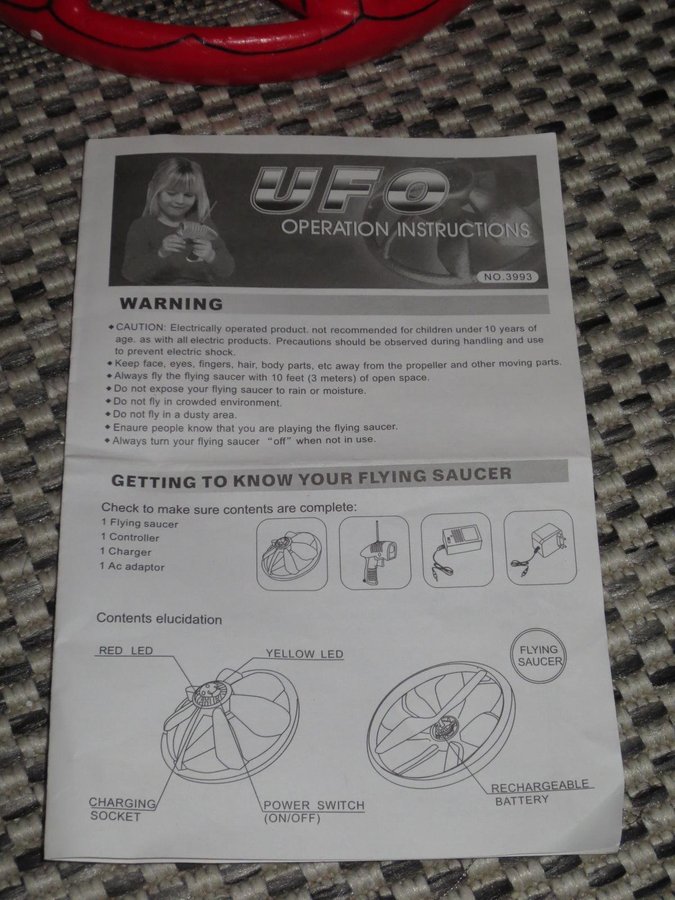 UFO
OPERATION INSTRUCTIONS
NO.3993
WARNING
◆CAUTION: Electrically operated product. not recommended for children under 10 years of
age. as with all electric products. Precautions should be observed during handling and use
to prevent electric shock.
◆Keep face, eyes, fingers, hair, body parts, etc away from the propeller and other moving parts.
◆Always fly the flying saucer with 10 feet (3 meters) of open space.
◆Do not expose your flying saucer to rain or moisture.
◆Do not fly in crowded environment.
◆Do not fly in a dusty area.
◆Enaure people know that you are playing the flying saucer.
◆Always turn your flying saucer "off" when not in use.
GETTING TO KNOW YOUR FLYING SAUCER
Check to make sure contents are complete:
1 Flying saucer
1 Controller
1 Charger
1 Ac adaptor
Contents elucidation
RED LED
YELLOW LED
FLYING
SAUCER
CHARGING
SOCKET
POWER SWITCH
(ON/OFF)
RECHARGEABLE
BATTERY